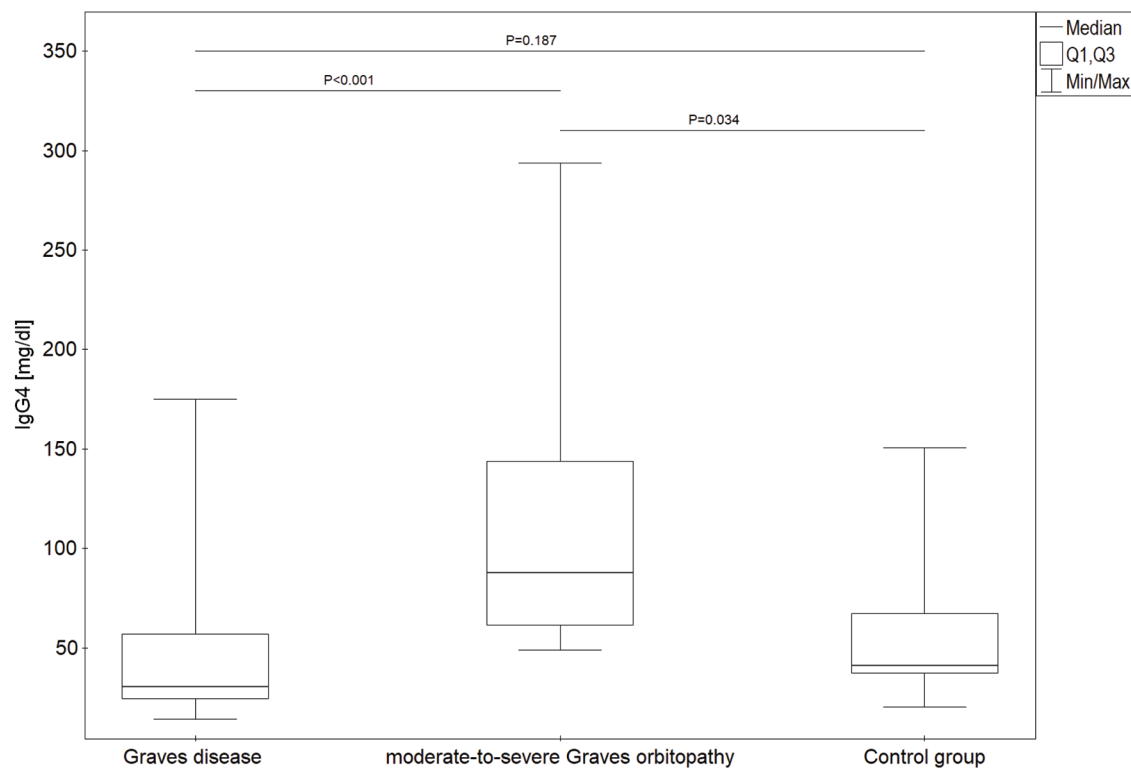 Median
Q1,Q3
Min/Max
P=0.187
P<0.001
P=0.034
IgG4 [mg/dl]
350
300
250
200
150
100
50
Graves disease
moderate-to-severe Graves orbitopathy
Control group